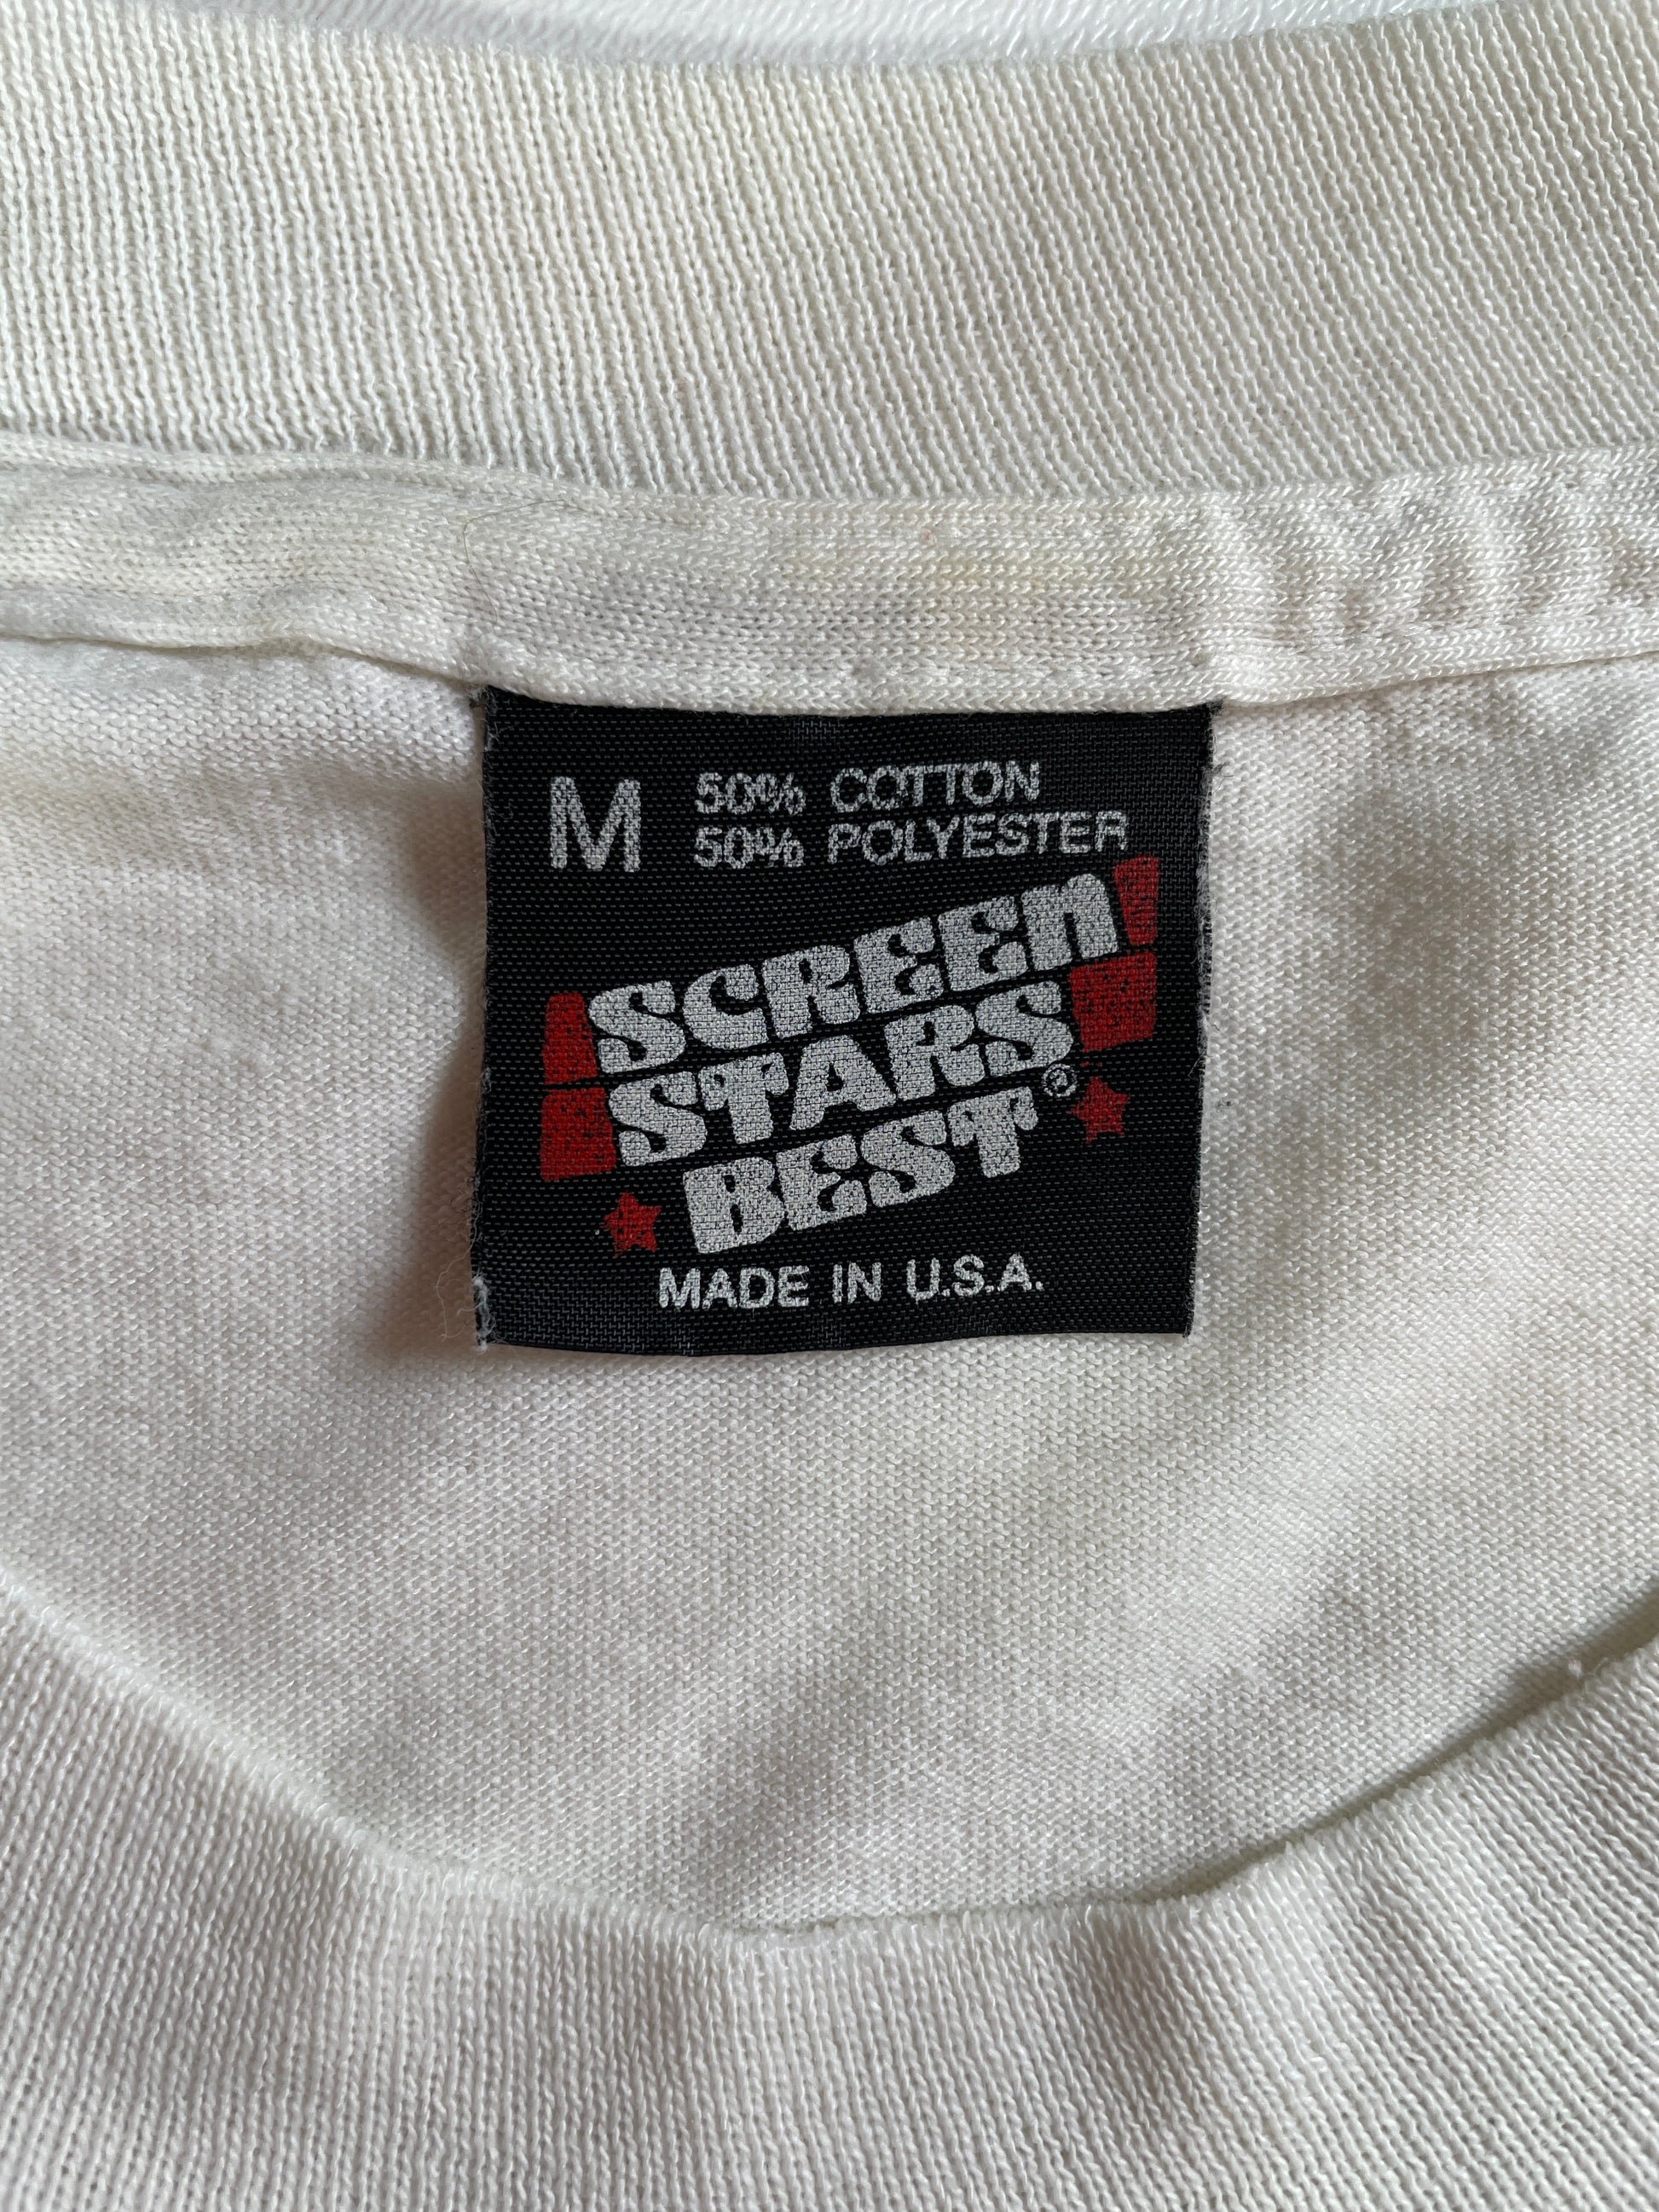 M 50% COTTON
50% POLYESTER
SCREEN
STARS®
BEST
MADE IN U.S.A.